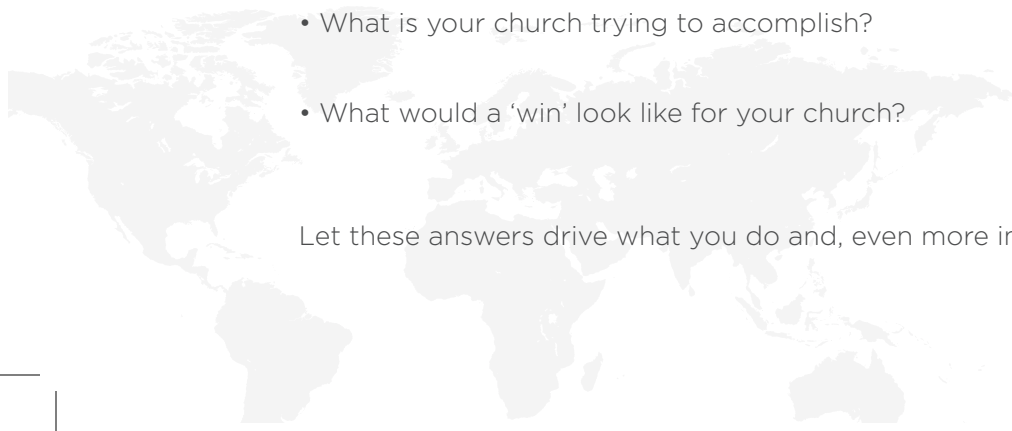 • What is your church trying to accomplish?
• What would a ‘win’ look like for your church?
Let these answers drive what you do and, even more